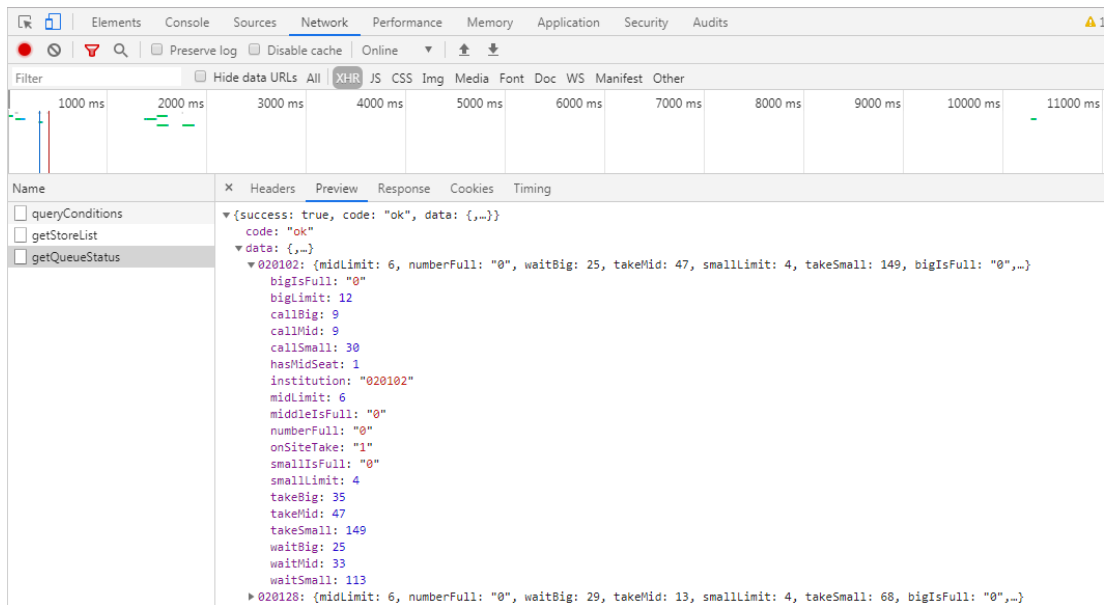 Elements Console Sources Network Performance Memory Application Security Audits 1
Preserve log Disable cache Online
Filter Hide data URLs All XHR JS CSS Img Media Font Doc WS Manifest Other
1000 ms 2000 ms 3000 ms 4000 ms 5000 ms 6000 ms 7000 ms 8000 ms 9000 ms 10000 ms 11000 ms
Name × Headers Preview Response Cookies Timing
queryConditions
getStoreList
getQueueStatus
▼{success: true, code: "ok", data: {,…}}
code: "ok"
▼data: {,…}
▼020102: {midLimit: 6, numberFull: "0", waitBig: 25, takeMid: 47, smallLimit: 4, takeSmall: 149, bigIsFull: "0",…}
bigIsFull: "0"
bigLimit: 12
callBig: 9
callMid: 9
callSmall: 30
hasMidSeat: 1
institution: "020102"
midLimit: 6
middleIsFull: "0"
numberFull: "0"
onSiteTake: "1"
smallIsFull: "0"
smallLimit: 4
takeBig: 35
takeMid: 47
takeSmall: 149
waitBig: 25
waitMid: 33
waitSmall: 113
▶020128: {midLimit: 6, numberFull: "0", waitBig: 29, takeMid: 13, smallLimit: 4, takeSmall: 68, bigIsFull: "0",…}